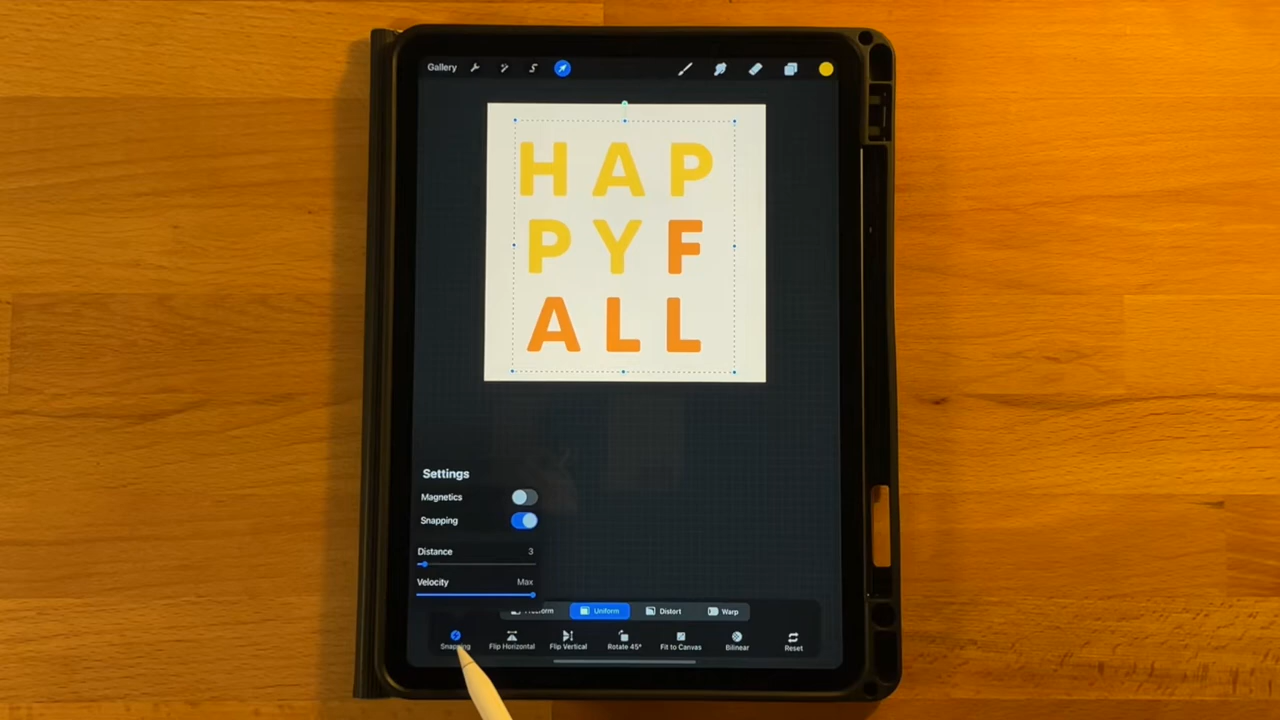 Gallery
HAP
PYF
ALL
Settings
Magnetics
Snapping
Distance 3
Velocity Max
Uniform Distort Warp
Snapping Flip Horizontal Flip Vertical Rotate 45° Fit to Canvas Bilinear Reset